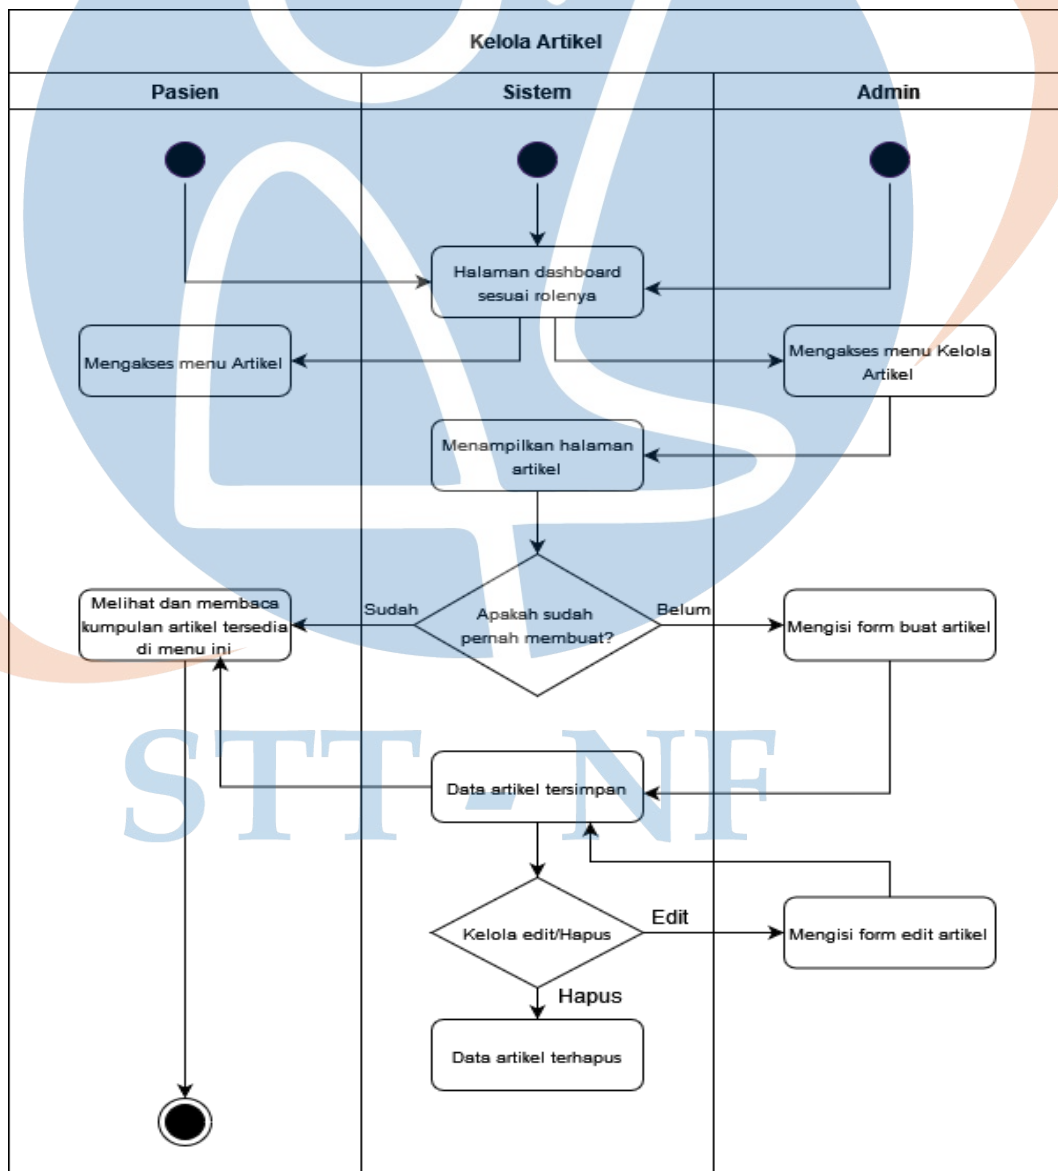 Kelola Artikel
Pasien
Sistem
Admin
Halaman dashboard
sesuai rolenya
Mengakses menu Artikel
Mengakses menu Kelola
Artikel
Menampilkan halaman
artikel
Melihat dan membaca
kumpulan artikel tersedia
di menu ini
Sudah
Apakah sudah
pernah membuat?
Belum
Mengisi form buat artikel
STT - NF
Data artikel tersimpan
Kelola edit/Hapus
Edit
Mengisi form edit artikel
Hapus
Data artikel terhapus